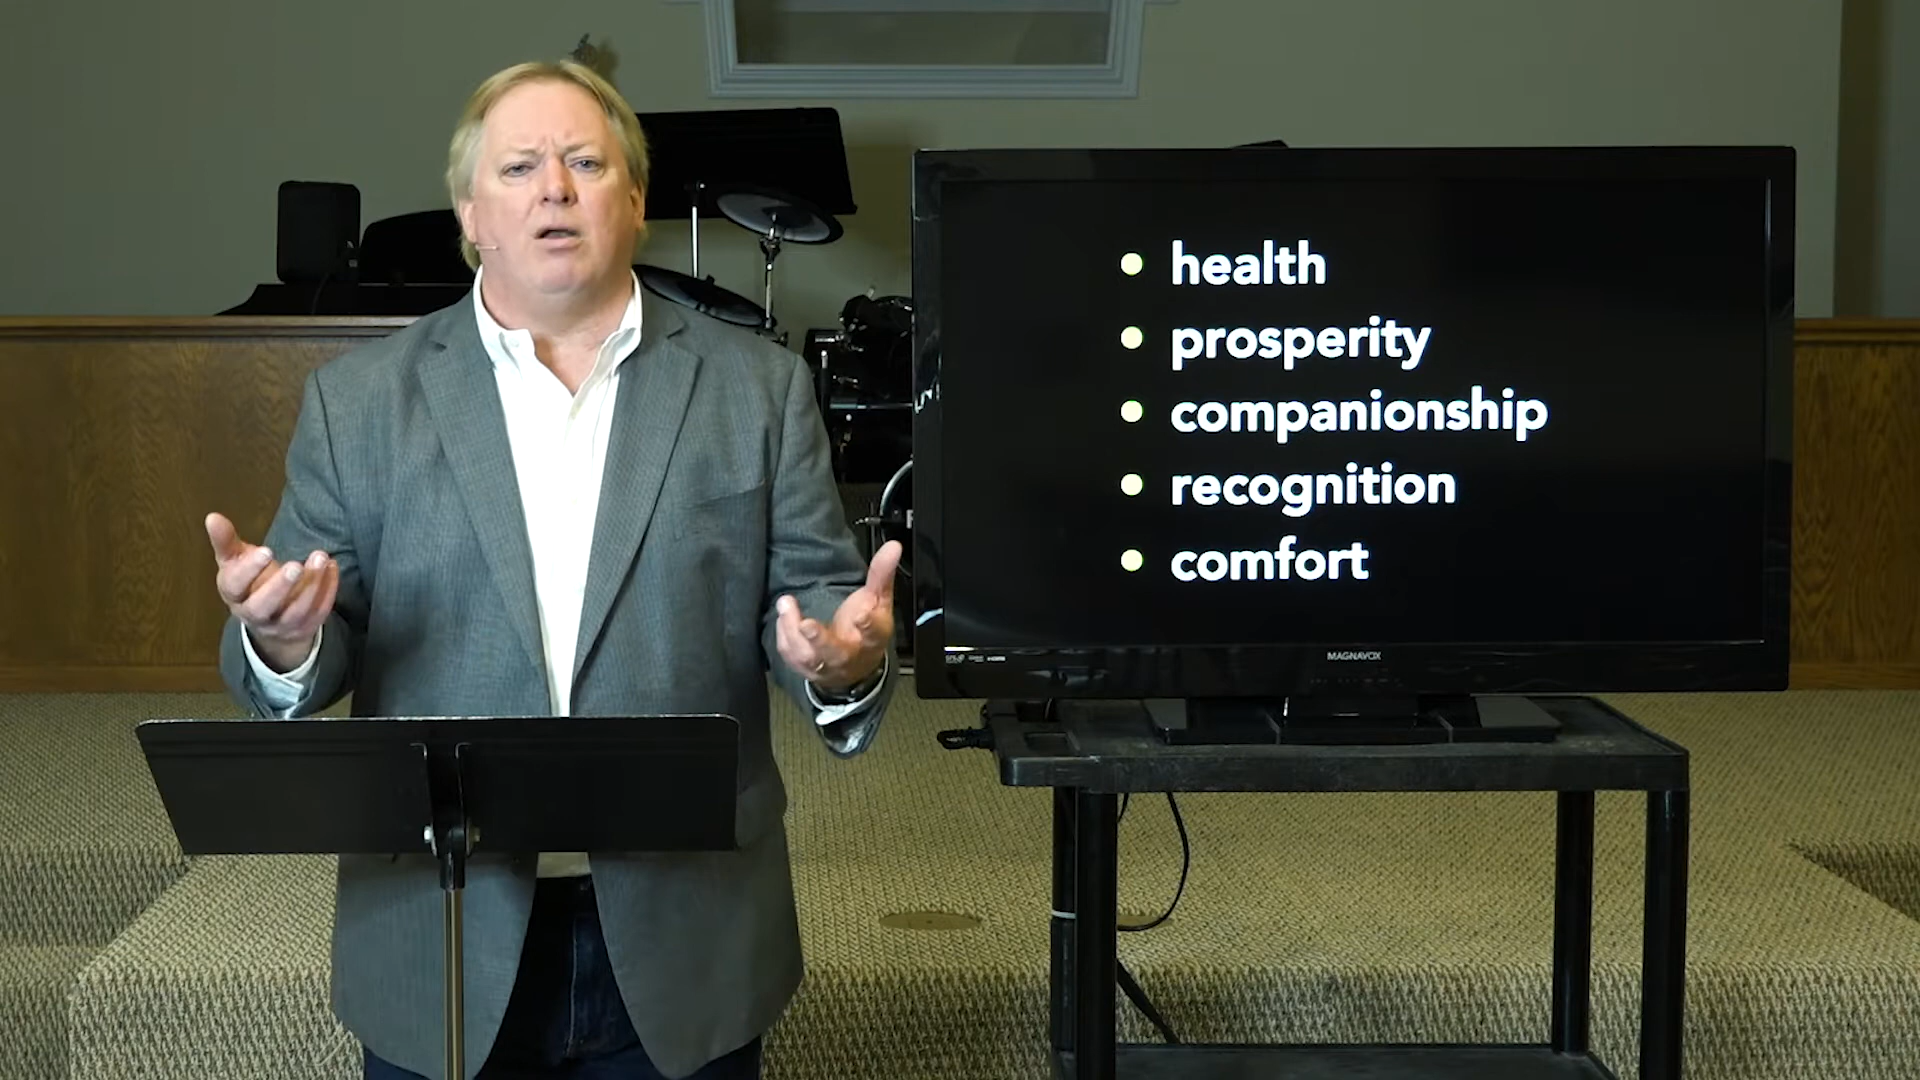 health
prosperity
companionship
recognition
comfort
MAGNAVOX